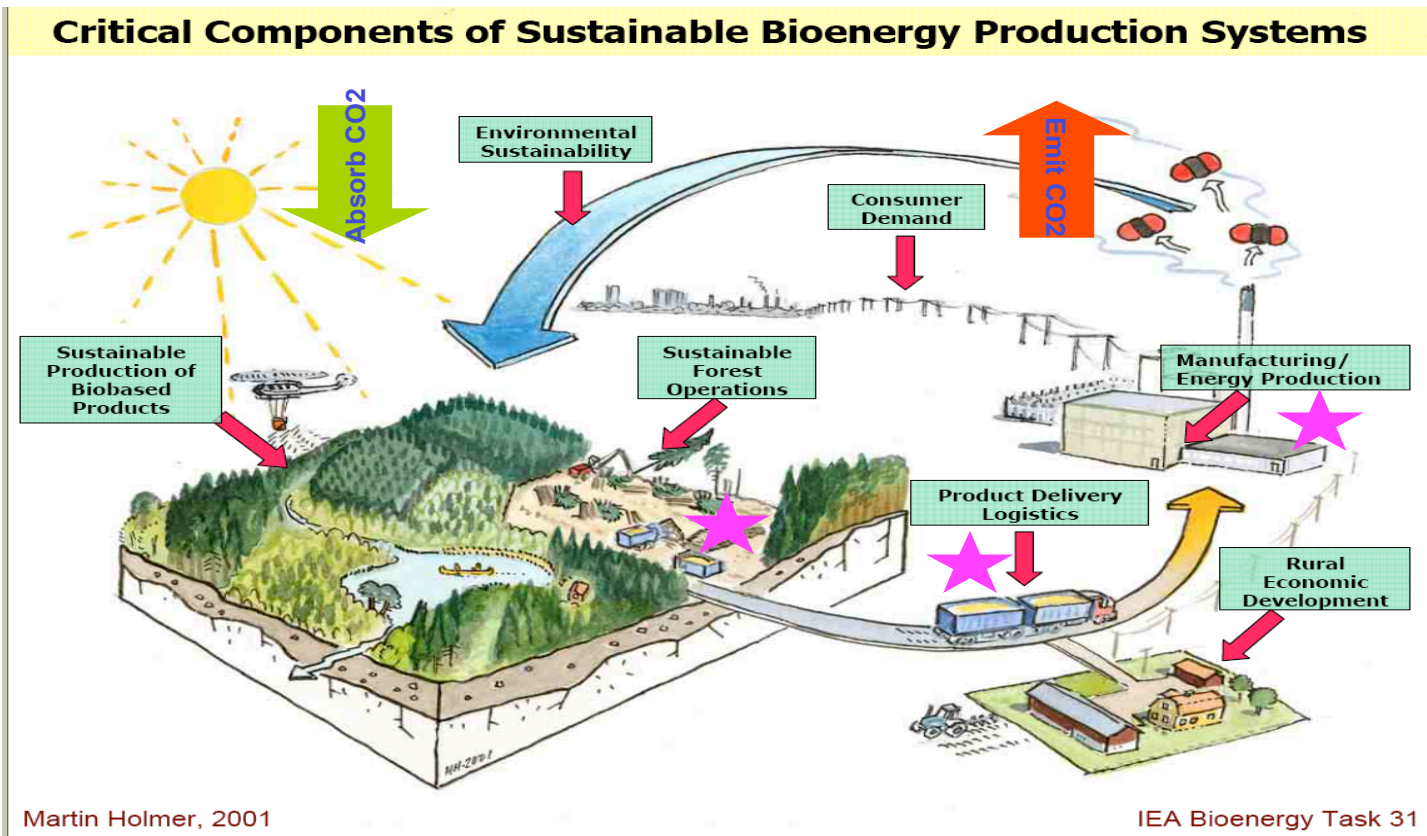 Critical Components of Sustainable Bioenergy Production Systems
Absorb CO2
Environmental
Sustainability
Emit CO2
Consumer
Demand
Sustainable
Production of
Biobased
Products
Sustainable
Forest
Operations
Manufacturing/
Energy Production
Product Delivery
Logistics
Rural
Economic
Development
HH-2001
Martin Holmer, 2001
IEA Bioenergy Task 31